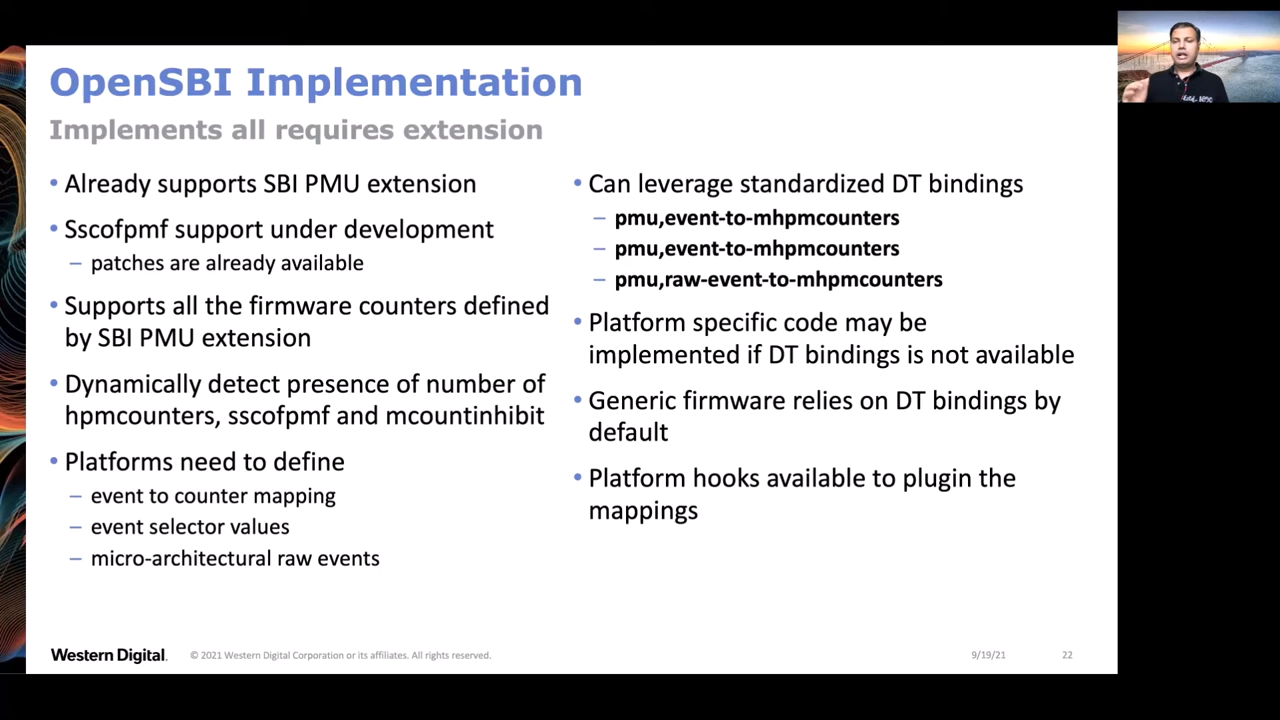 OpenSBI Implementation
Implements all requires extension
• Already supports SBI PMU extension
• Sscofpmf support under development
– patches are already available
• Supports all the firmware counters defined
by SBI PMU extension
• Dynamically detect presence of number of
hpmcounters, sscofpmf and mcountinhibit
• Platforms need to define
– event to counter mapping
– event selector values
– micro-architectural raw events
• Can leverage standardized DT bindings
– pmu,event-to-mhpmcounters
– pmu,event-to-mhpmcounters
– pmu,raw-event-to-mhpmcounters
• Platform specific code may be
implemented if DT bindings is not available
• Generic firmware relies on DT bindings by
default
• Platform hooks available to plugin the
mappings
Western Digital.
© 2021 Western Digital Corporation or its affiliates. All rights reserved.
9/19/21
22